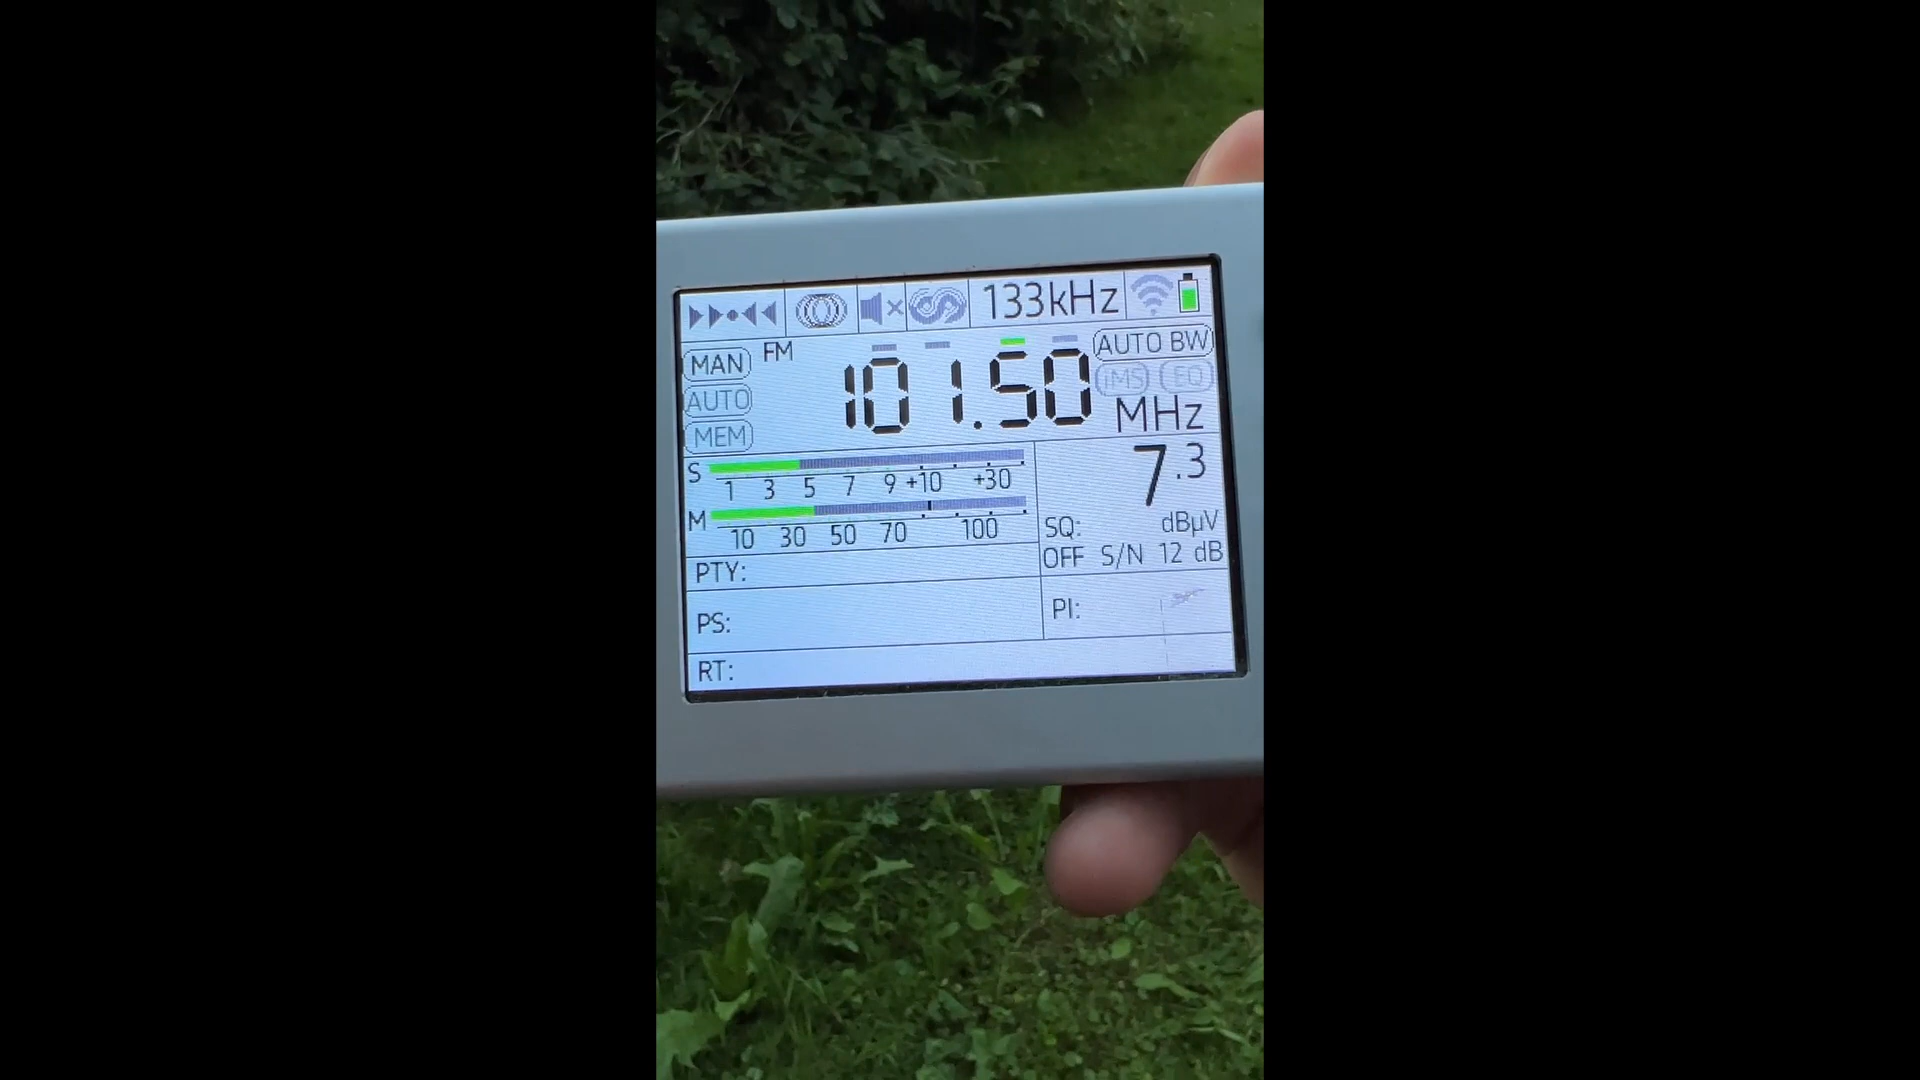 133kHz
MAN FM 101.50 AUTO BW
AUTO iMS EQ
MEM MHz
S 1 3 5 7 9 +10 +30
7.3
M 10 30 50 70 100
SQ: dBµV
OFF S/N 12 dB
PTY:
PS:
PI:
RT: